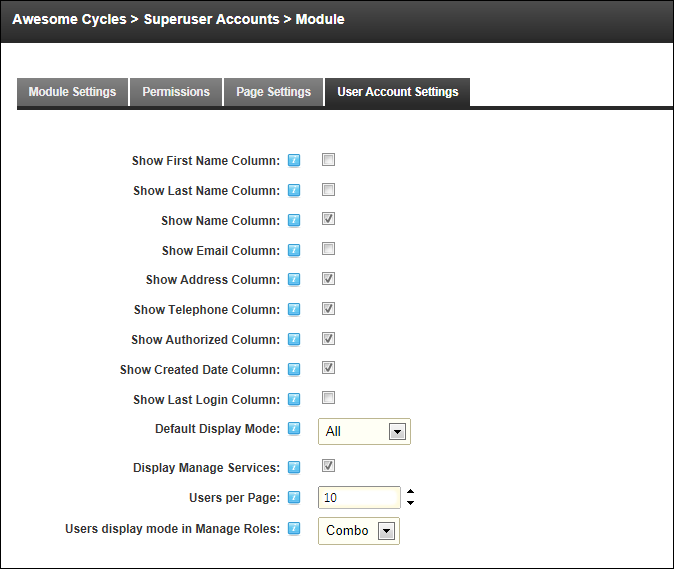 Awesome Cycles > Superuser Accounts > Module
Module Settings Permissions Page Settings User Account Settings
Show First Name Column:
Show Last Name Column:
Show Name Column:
Show Email Column:
Show Address Column:
Show Telephone Column:
Show Authorized Column:
Show Created Date Column:
Show Last Login Column:
Default Display Mode: All
Display Manage Services:
Users per Page: 10
Users display mode in Manage Roles: Combo